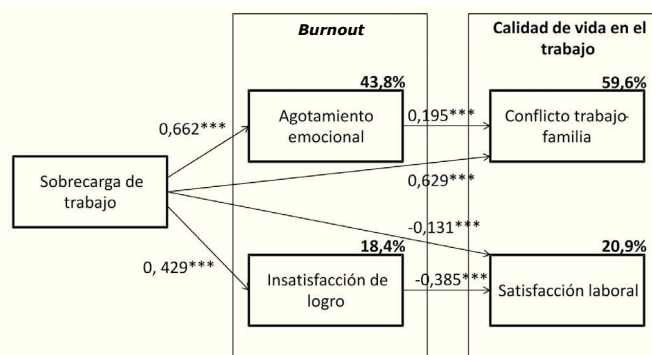 Burnout
Calidad de vida en el
trabajo
43,8%
59,6%
Agotamiento
emocional
0,195***
Conflicto trabajo-
familia
0,662***
Sobrecarga de
trabajo
0,629***
-0,131***
18,4%
20,9%
0, 429***
Insatisfacción de
logro
-0,385***
Satisfacción laboral